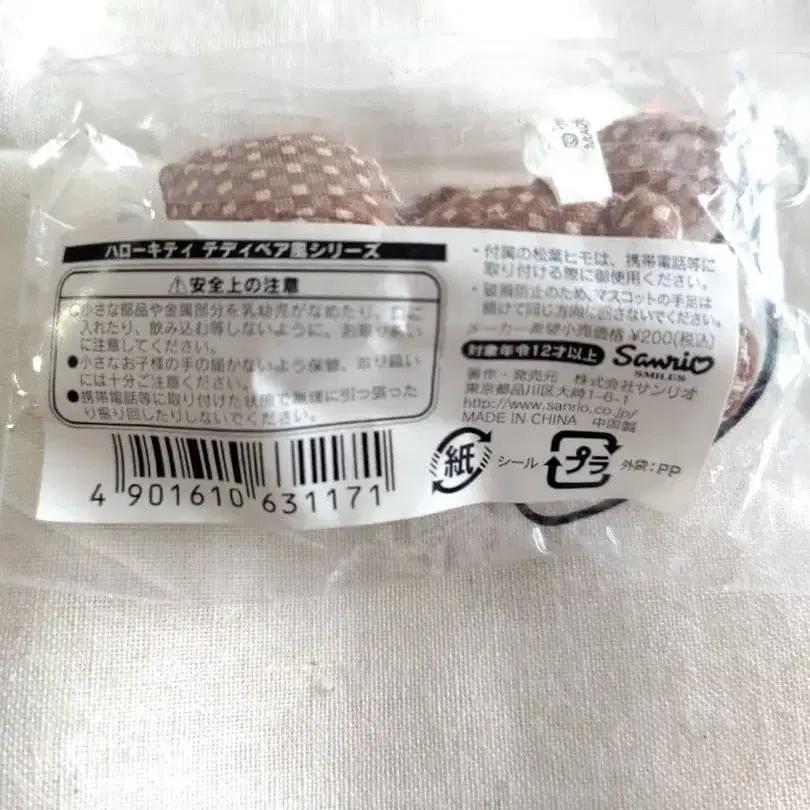 ハローキティ テディベア風シリーズ
⚠安全上の注意
小さな部品や金属部分を乳幼児がなめたり、口に
入れたり、飲み込む等しないように、お取り扱い
に注意してください。
●小さなお子様の手の届かないよう保管、取り扱い
には十分ご注意ください。
●携帯電話等に取り付けた状態で無理に引っ張った
り振り回したりしないでください。
4 901610 631171
・付属の松葉ヒモは、携帯電話等に
取り付ける際に御使用ください。
・破損防止のため、マスコットの手足は
続けて同じ方向に回さないでください。
メーカー希望小売価格 ¥200(税込)
対象年令12才以上
Sanrio
SMILES
著作・発売元 株式会社サンリオ
東京都品川区大崎1-6-1
http://www.sanrio.co.jp/
MADE IN CHINA 中国製
紙 シール プラ 外袋:PP